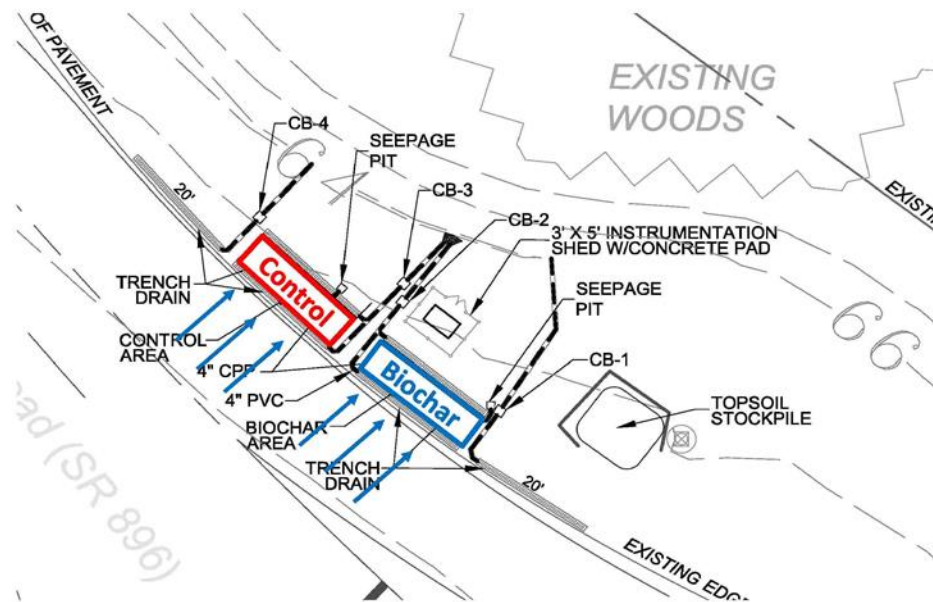 OF PAVEMENT
EXISTING
WOODS
CB-4
SEEPAGE
PIT
64
20'
CB-3
CB-2
3' X 5' INSTRUMENTATION
SHED W/CONCRETE PAD
TRENCH
DRAIN
Control
SEEPAGE
PIT
CONTROL
AREA
66
4" CPP
Biochar
CB-1
4" PVC
TOPSOIL
STOCKPILE
BIOCHAR
AREA
TRENCH
DRAIN
20'
(SR 896)
EXISTING